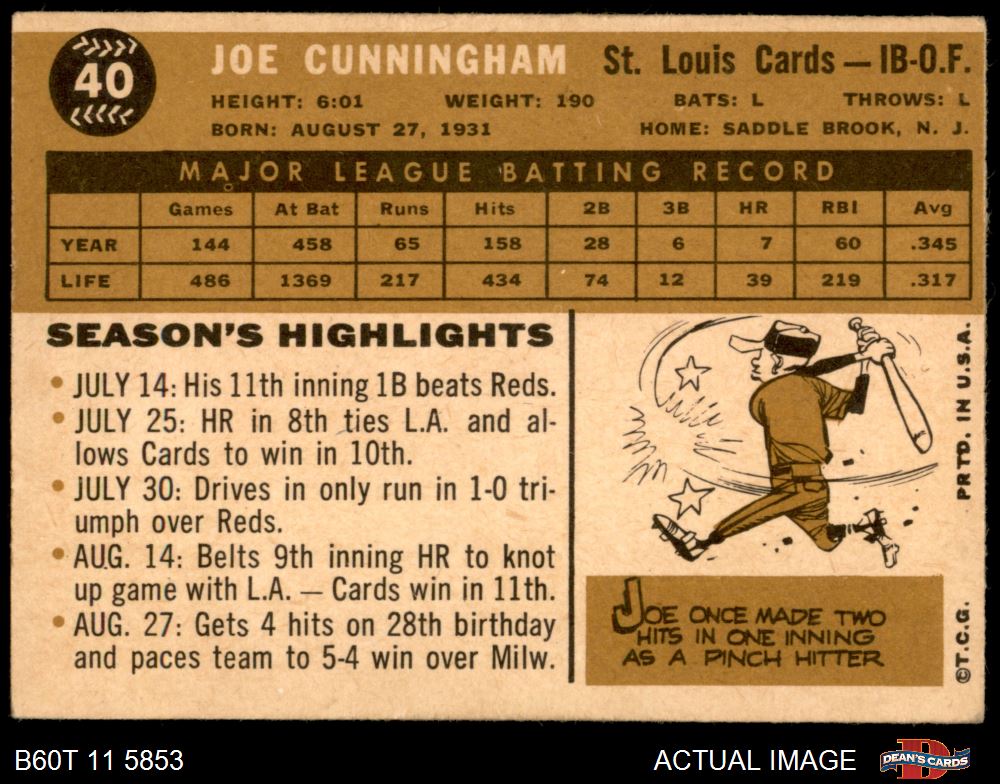 40
JOE CUNNINGHAM St. Louis Cards — IB-O.F.
HEIGHT: 6:01 WEIGHT: 190 BATS: L THROWS: L
BORN: AUGUST 27, 1931 HOME: SADDLE BROOK, N. J.
MAJOR LEAGUE BATTING RECORD
Games At Bat Runs Hits 2B 3B HR RBI Avg
YEAR 144 458 65 158 28 6 7 60 .345
LIFE 486 1369 217 434 74 12 39 219 .317
SEASON'S HIGHLIGHTS
• JULY 14: His 11th inning 1B beats Reds.
• JULY 25: HR in 8th ties L.A. and al-
lows Cards to win in 10th.
• JULY 30: Drives in only run in 1-0 tri-
umph over Reds.
• AUG. 14: Belts 9th inning HR to knot
up game with L.A. — Cards win in 11th.
• AUG. 27: Gets 4 hits on 28th birthday
and paces team to 5-4 win over Milw.
JOE ONCE MADE TWO
HITS IN ONE INNING
AS A PINCH HITTER
©T.C.G. PRTD. IN U.S.A.
B60T 11 5853 ACTUAL IMAGE DEAN'S CARDS